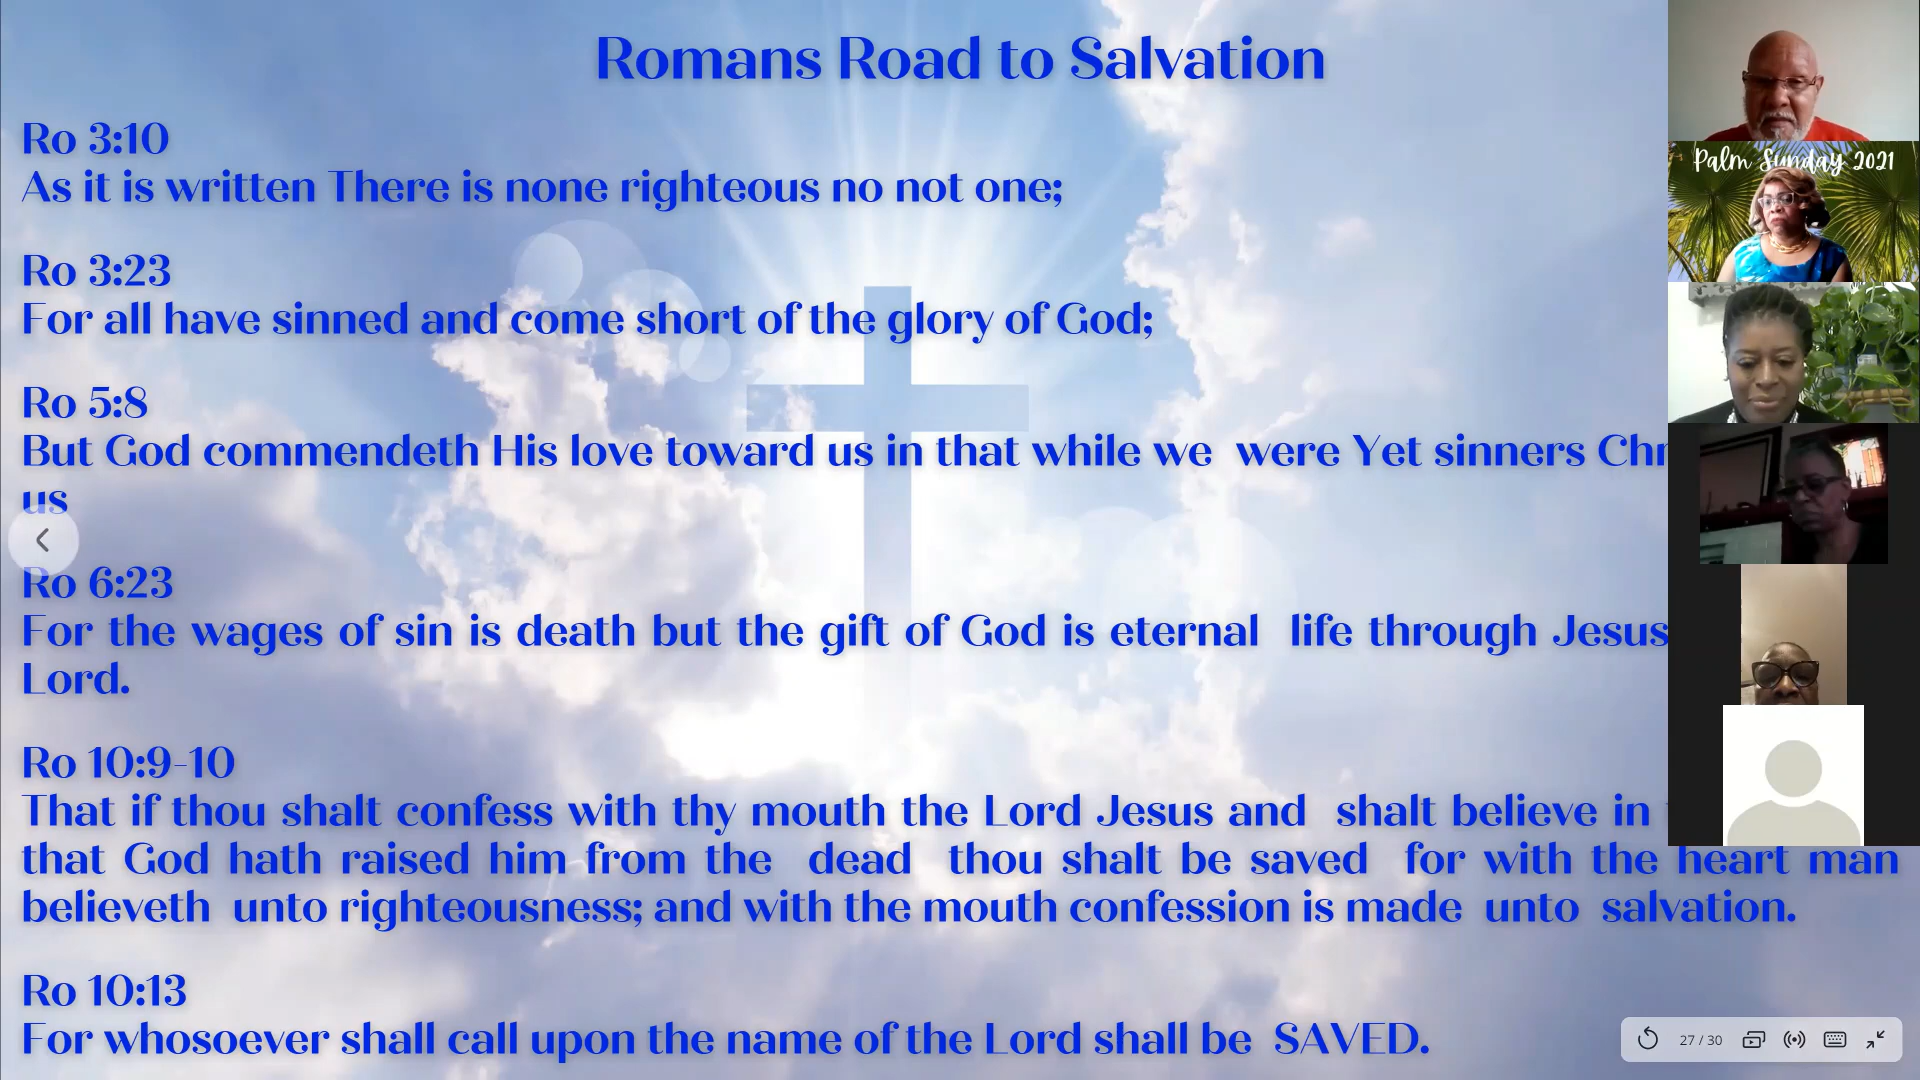 Romans Road to Salvation
Palm Sunday 2021
Ro 3:10
As it is written There is none righteous no not one;
Ro 3:23
For all have sinned and come short of the glory of God;
Ro 5:8
But God commendeth His love toward us in that while we were Yet sinners
us
Ro 6:23
For the wages of sin is death but the gift of God is eternal life through Jesus
Lord.
Ro 10:9-10
That if thou shalt confess with thy mouth the Lord Jesus and shalt believe in
that God hath raised him from the dead thou shalt be saved for with the heart man
believeth unto righteousness; and with the mouth confession is made unto salvation.
Ro 10:13
For whosoever shall call upon the name of the Lord shall be SAVED.
27 / 30